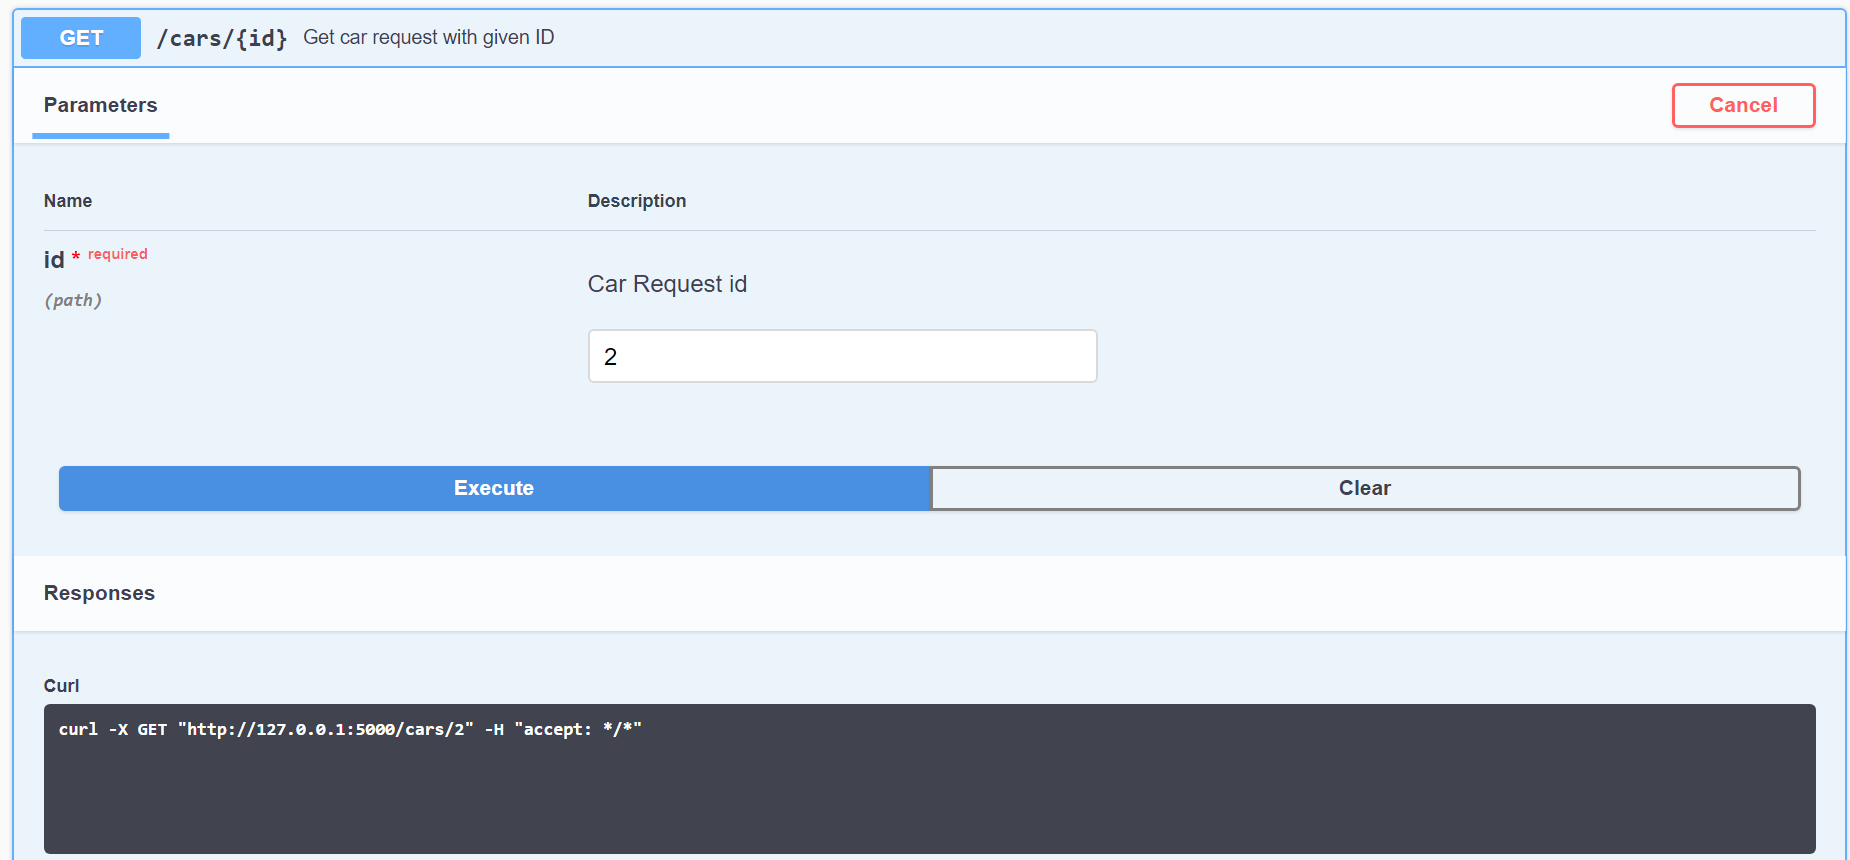 GET /cars/{id} Get car request with given ID
Parameters Cancel
Name Description
id * required
(path)
Car Request id
2
Execute Clear
Responses
Curl
curl -X GET "http://127.0.0.1:5000/cars/2" -H "accept: */*"